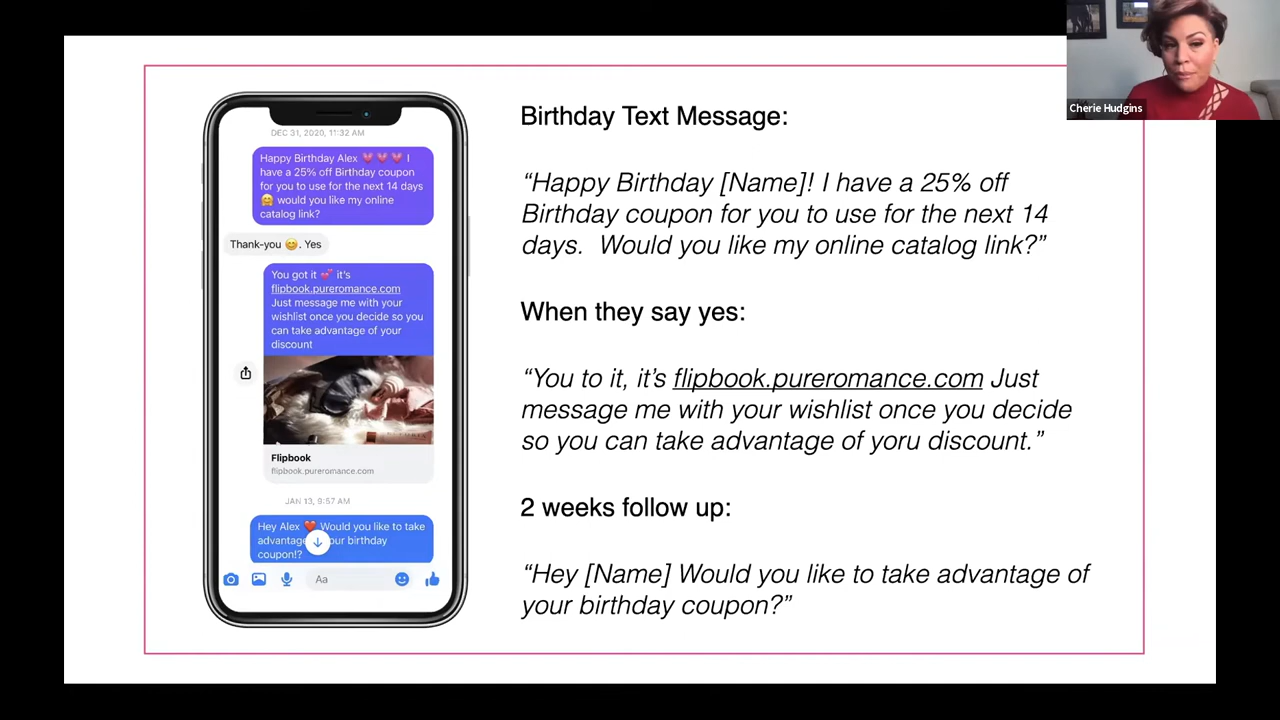 Cherie Hudgins
DEC 31, 2020, 11:32 AM
Happy Birthday Alex 💗 💗 💗 I
have a 25% off Birthday coupon
for you to use for the next 14 days
🤗 would you like my online
catalog link?
Thank-you 😊. Yes
You got it 💞 it's
flipbook.pureromance.com
Just message me with your
wishlist once you decide so you
can take advantage of your
discount
Flipbook
flipbook.pureromance.com
JAN 13, 9:57 AM
Hey Alex ❤️ Would you like to take
advantage our birthday
coupon!?
Aa
Birthday Text Message:
“Happy Birthday [Name]! I have a 25% off
Birthday coupon for you to use for the next 14
days.  Would you like my online catalog link?”
When they say yes:
“You to it, it’s flipbook.pureromance.com Just
message me with your wishlist once you decide
so you can take advantage of yoru discount.”
2 weeks follow up:
“Hey [Name] Would you like to take advantage of
your birthday coupon?”